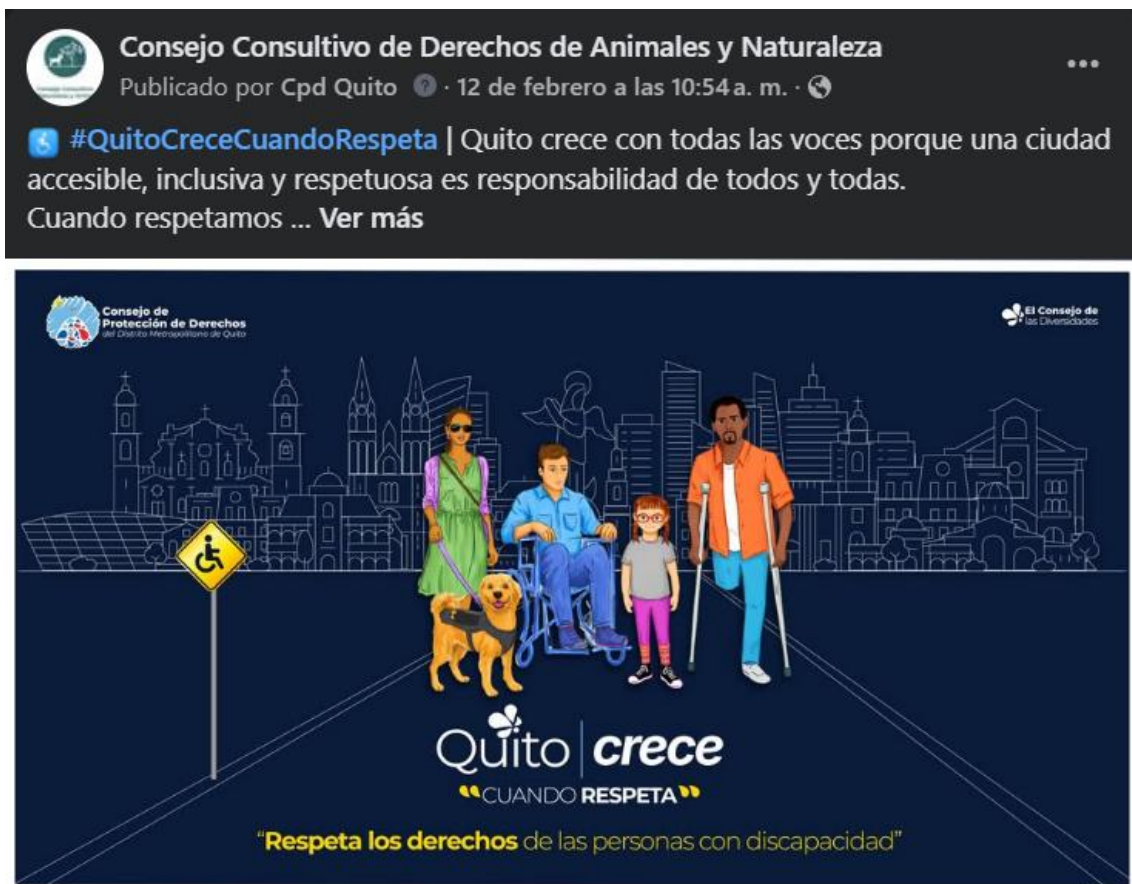 Consejo Consultivo de Derechos de Animales y Naturaleza
Publicado por Cpd Quito · 12 de febrero a las 10:54 a. m. ·
#QuitoCreceCuandoRespeta | Quito crece con todas las voces porque una ciudad
accesible, inclusiva y respetuosa es responsabilidad de todos y todas.
Cuando respetamos ... Ver más
Consejo de
Protección de Derechos
del Distrito Metropolitano de Quito
El Consejo de
las Diversidades
Quito | crece
“CUANDO RESPETA”
“Respeta los derechos de las personas con discapacidad”